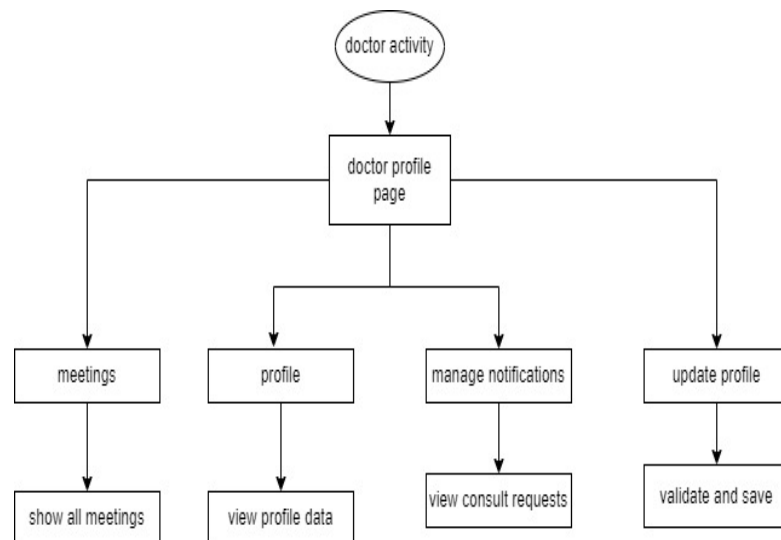 doctor activity
doctor profile
page
meetings
profile
manage notifications
update profile
show all meetings
view profile data
view consult requests
validate and save